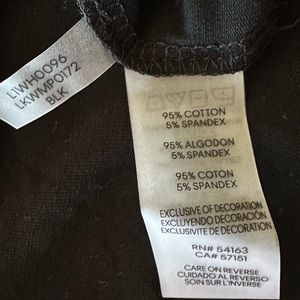 L1WH0096
LKWMP0172
BLK
95% COTTON
5% SPANDEX
95% ALGODON
5% SPANDEX
95% COTON
5% SPANDEX
EXCLUSIVE OF DECORATION
EXCLUYENDO DECORACIÓN
EXCLUSIF DE DÉCORATION
RN# 54163
CA# 57151
CARE ON REVERSE
CUIDADO AL REVERSO
SOIN SUR L'INVERSE